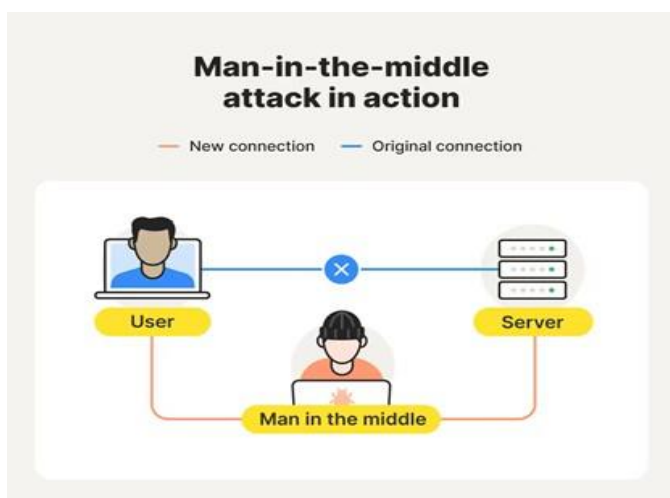 Man-in-the-middle
attack in action
New connection Original connection
User
Server
Man in the middle